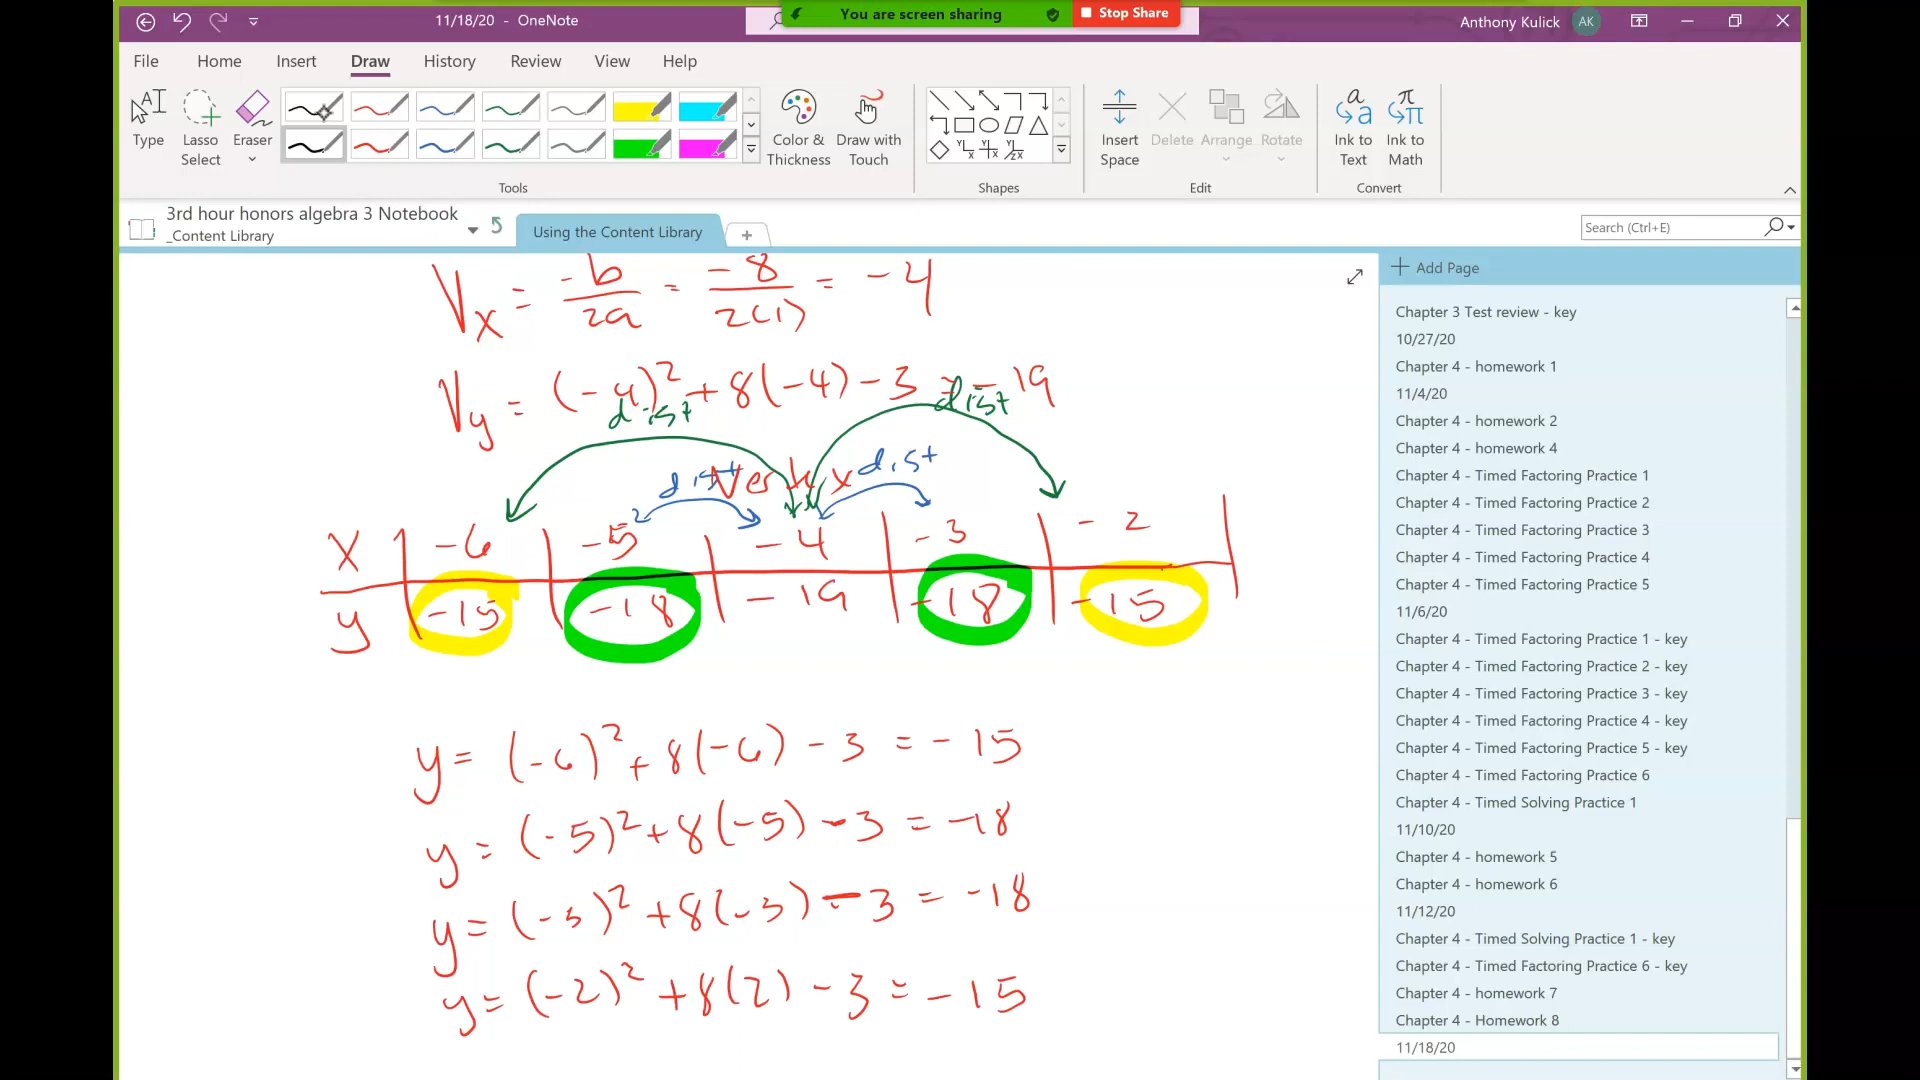 11/18/20 - OneNote
You are screen sharing
Stop Share
Anthony Kulick AK
File Home Insert Draw History Review View Help
Type
Lasso Select
Eraser
Color & Thickness
Draw with Touch
Insert Space
Delete
Arrange
Rotate
Ink to Text
Ink to Math
Tools
Shapes
Edit
Convert
3rd hour honors algebra 3 Notebook
_Content Library
Using the Content Library
Search (Ctrl+E)
Vx = -b/2a = -8/2(1) = -4
Vy = (-4)² + 8(-4) - 3 = -19
dist dist
dist Vertex dist
X -6 -5 -4 -3 -2
y -15 -18 -19 -18 -15
y = (-6)² + 8(-6) - 3 = -15
y = (-5)² + 8(-5) - 3 = -18
y = (-3)² + 8(-3) - 3 = -18
y = (-2)² + 8(2) - 3 = -15
Add Page
Chapter 3 Test review - key
10/27/20
Chapter 4 - homework 1
11/4/20
Chapter 4 - homework 2
Chapter 4 - homework 4
Chapter 4 - Timed Factoring Practice 1
Chapter 4 - Timed Factoring Practice 2
Chapter 4 - Timed Factoring Practice 3
Chapter 4 - Timed Factoring Practice 4
Chapter 4 - Timed Factoring Practice 5
11/6/20
Chapter 4 - Timed Factoring Practice 1 - key
Chapter 4 - Timed Factoring Practice 2 - key
Chapter 4 - Timed Factoring Practice 3 - key
Chapter 4 - Timed Factoring Practice 4 - key
Chapter 4 - Timed Factoring Practice 5 - key
Chapter 4 - Timed Factoring Practice 6
Chapter 4 - Timed Solving Practice 1
11/10/20
Chapter 4 - homework 5
Chapter 4 - homework 6
11/12/20
Chapter 4 - Timed Solving Practice 1 - key
Chapter 4 - Timed Factoring Practice 6 - key
Chapter 4 - homework 7
Chapter 4 - Homework 8
11/18/20